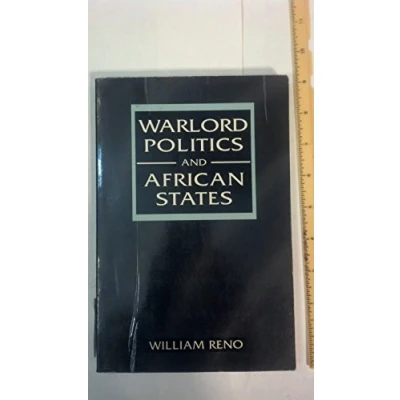 WARLORD
POLITICS
AND
AFRICAN
STATES
WILLIAM RENO